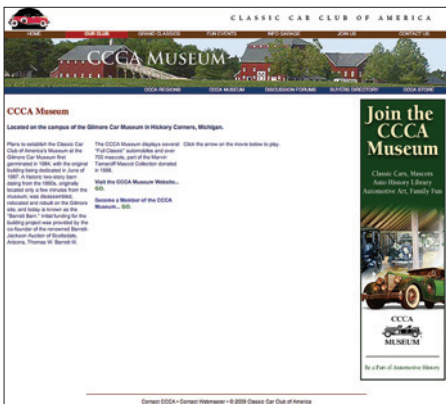 CLASSIC CAR CLUB OF AMERICA
HOME OUR CLUB GRAND CLASSICS FUN EVENTS INFO GARAGE JOIN US CONTACT US
CCCA MUSEUM
CCCA REGIONS CCCA MUSEUM DISCUSSION FORUMS BUYERS DIRECTORY CCCA STORE
CCCA Museum
Located on the campus of the Gilmore Car Museum in Hickory Corners, Michigan.
Plans to establish the Classic Car
Club of America's Museum at the
Gilmore Car Museum first
germinated in 1984, with the original
building being dedicated in June of
1987. A historic two story barn
dating from the 1890s, originally
located only a few minutes from the
museum, was disassembled,
relocated and rebuilt on the Gilmore
site, and today is known as the
"Barrett Barn." Initial funding for the
building project was provided by the
co-founder of the renowned Barrett-
Jackson Auction of Scottsdale,
Arizona, Thomas W. Barrett III.
The CCCA Museum displays several
"Full Classic" automobiles and over
700 mascots, part of the Marvin
Tamaroff Mascot Collection donated
in 1998.
Visit the CCCA Museum Website...
GO.
Become a Member of the CCCA
Museum... GO.
Click the arrow on the movie below to play.
Join the
CCCA
Museum
Classic Cars, Mascots
Auto History Library
Automotive Art, Family Fun
CCCA
MUSEUM
Be a Part of Automotive History
Contact CCCA • Contact Webmaster • © 2009 Classic Car Club of America